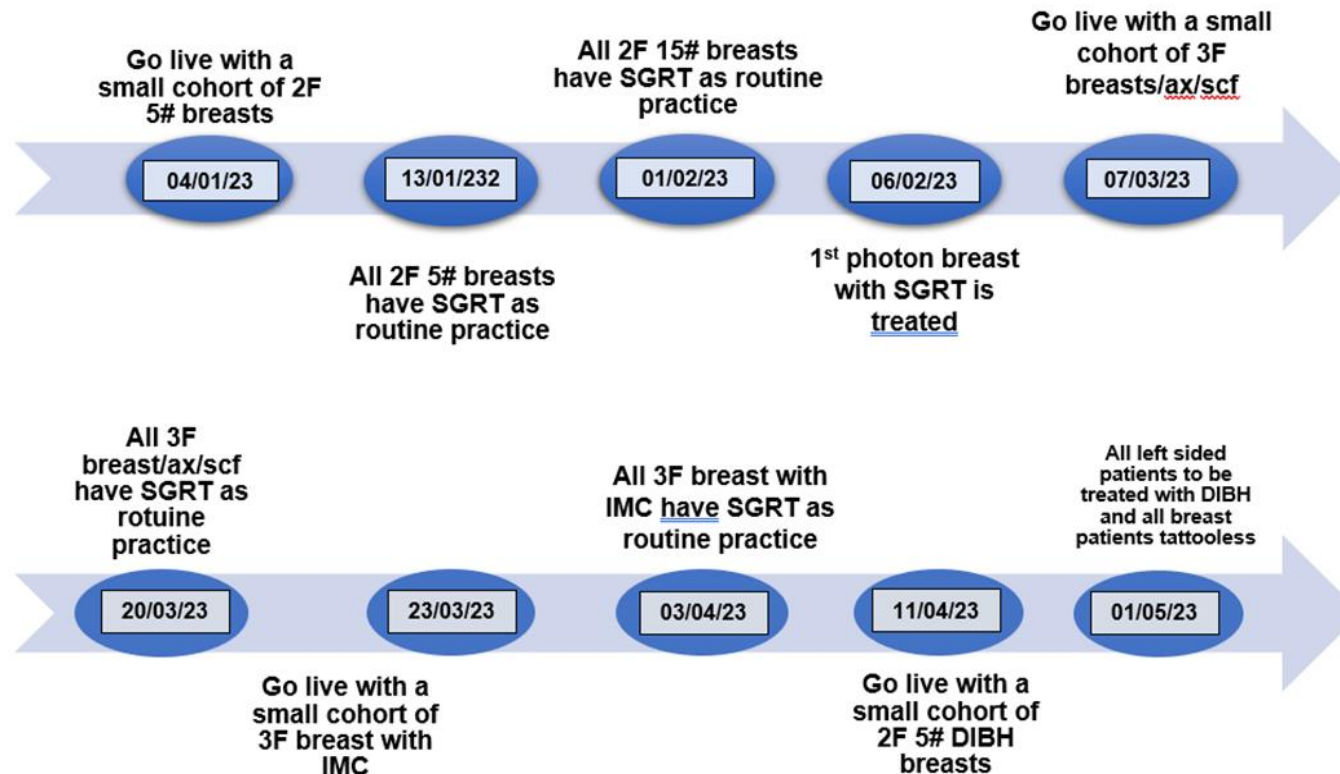 Go live with a
small cohort of 2F
5# breasts
04/01/23
13/01/232
All 2F 5# breasts
have SGRT as
routine practice
All 2F 15# breasts
have SGRT as routine
practice
01/02/23
06/02/23
1st photon breast
with SGRT is
treated
Go live with a small
cohort of 3F
breasts/ax/scf
07/03/23
All 3F
breast/ax/scf
have SGRT as
rotuine
practice
20/03/23
23/03/23
Go live with a
small cohort of
3F breast with
IMC
All 3F breast with
IMC have SGRT as
routine practice
03/04/23
11/04/23
Go live with a
small cohort of
2F 5# DIBH
breasts
All left sided
patients to be
treated with DIBH
and all breast
patients tattooless
01/05/23